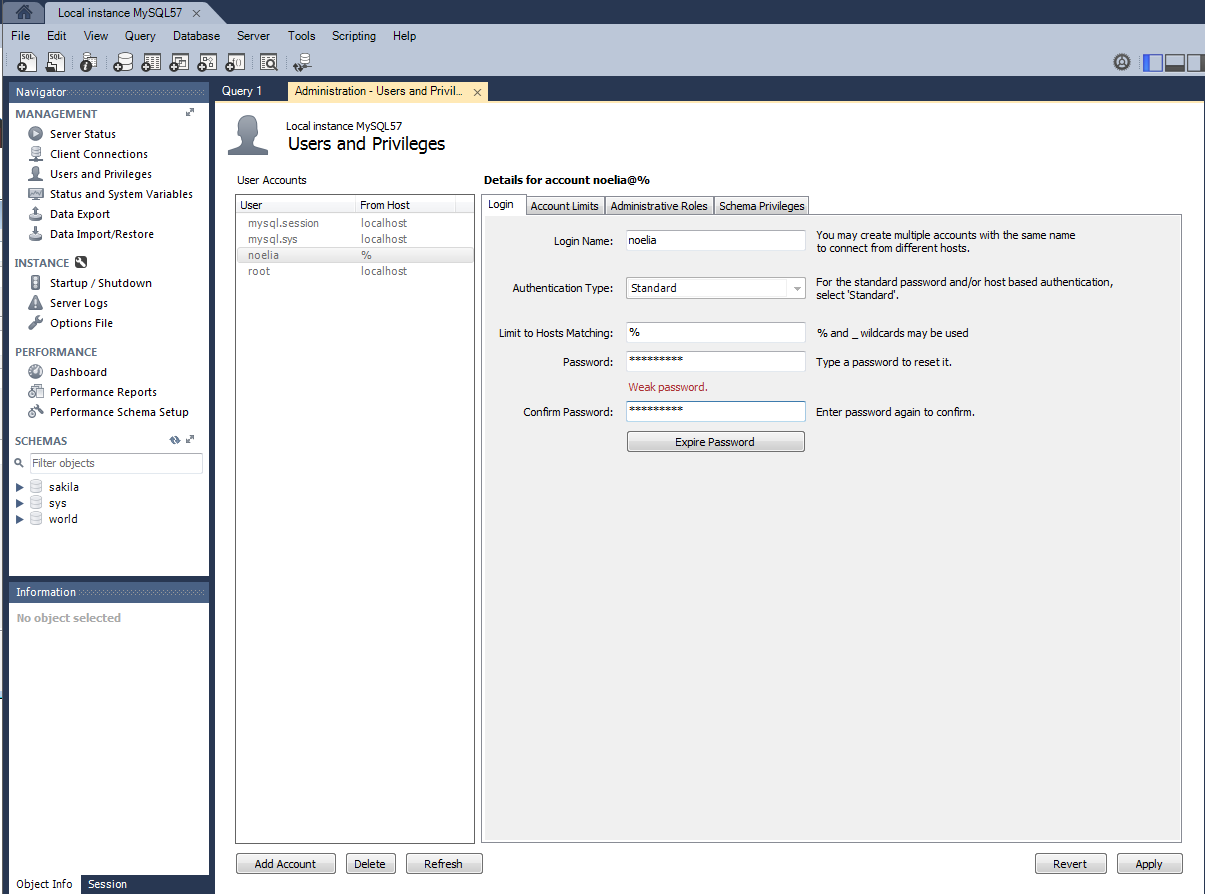 Local instance MySQL57
File Edit View Query Database Server Tools Scripting Help
Navigator
MANAGEMENT
Server Status
Client Connections
Users and Privileges
Status and System Variables
Data Export
Data Import/Restore
INSTANCE
Startup / Shutdown
Server Logs
Options File
PERFORMANCE
Dashboard
Performance Reports
Performance Schema Setup
SCHEMAS
Filter objects
sakila
sys
world
Information
No object selected
Object Info Session
Query 1 Administration - Users and Privil...
Local instance MySQL57
Users and Privileges
User Accounts
User From Host
mysql.session localhost
mysql.sys localhost
noelia %
root localhost
Add Account Delete Refresh
Details for account noelia@%
Login Account Limits Administrative Roles Schema Privileges
Login Name: noelia You may create multiple accounts with the same name
to connect from different hosts.
Authentication Type: Standard For the standard password and/or host based authentication,
select 'Standard'.
Limit to Hosts Matching: % % and _ wildcards may be used
Password: ********* Type a password to reset it.
Weak password.
Confirm Password: ********* Enter password again to confirm.
Expire Password
Revert Apply